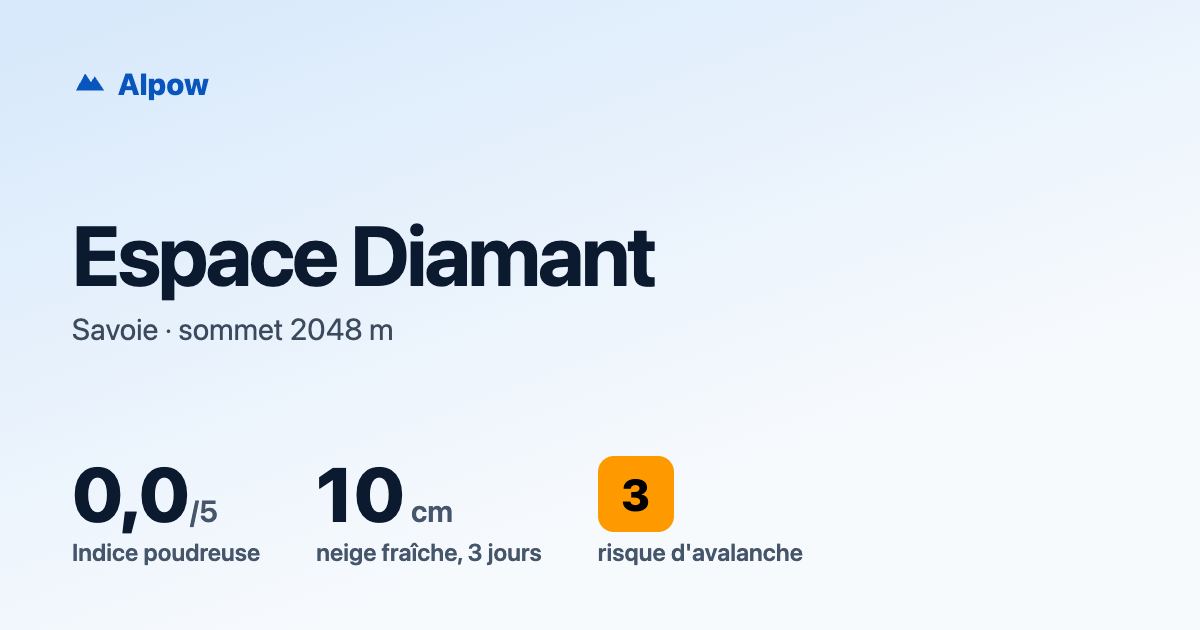 Alpow
Espace Diamant
Savoie · sommet 2048 m
0,0/5
Indice poudreuse
10 cm
neige fraîche, 3 jours
3
risque d'avalanche